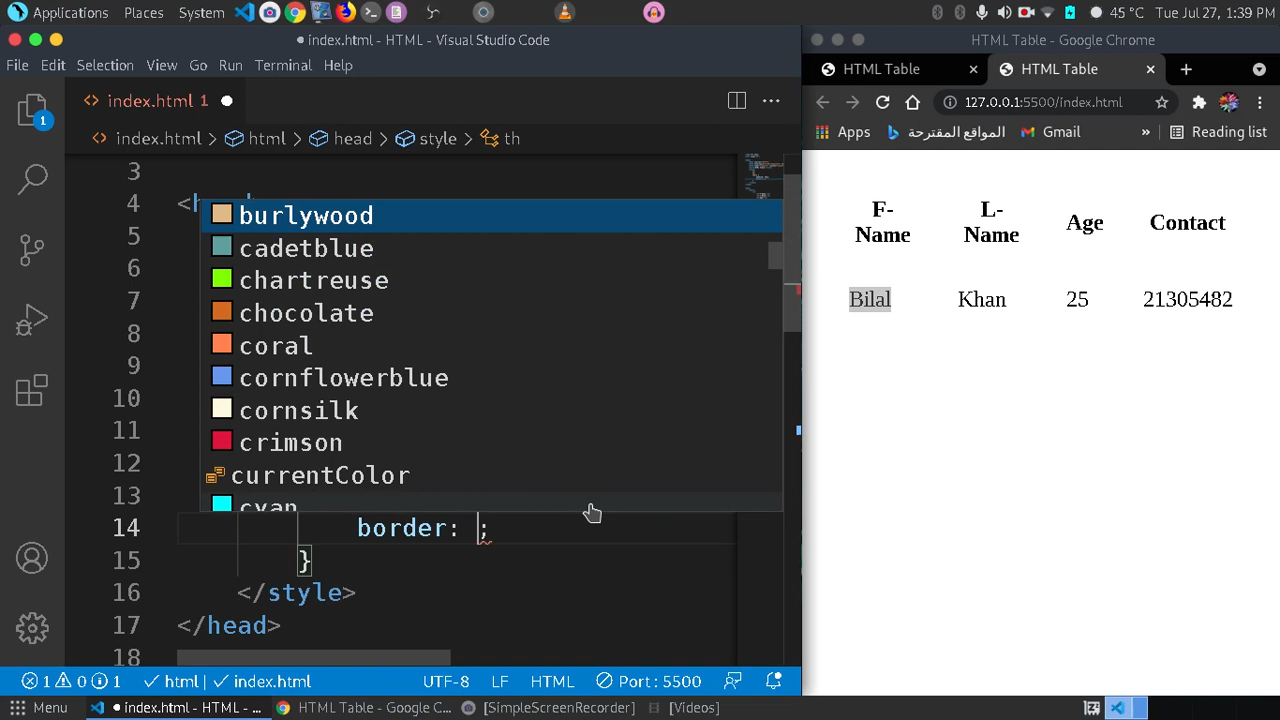 Applications Places System 45 °C Tue Jul 27, 1:39 PM
index.html - HTML - Visual Studio Code
File Edit Selection View Go Run Terminal Help
index.html 1
index.html html head style th
1
3
4 <
5
6
7
8
9
10
11
12
13
burlywood
cadetblue
chartreuse
chocolate
coral
cornflowerblue
cornsilk
crimson
currentColor
cyan
14 border: ;
15 }
16 </style>
17 </head>
18
1 0 1 html | index.html UTF-8 LF HTML Port : 5500
HTML Table - Google Chrome
HTML Table HTML Table
127.0.0.1:5500/index.html
Apps المواقع المقترحة Gmail » Reading list
F-Name L-Name Age Contact
Bilal Khan 25 21305482
Menu index.html - HTML - ... HTML Table - Google C... [SimpleScreenRecorder] [Videos]